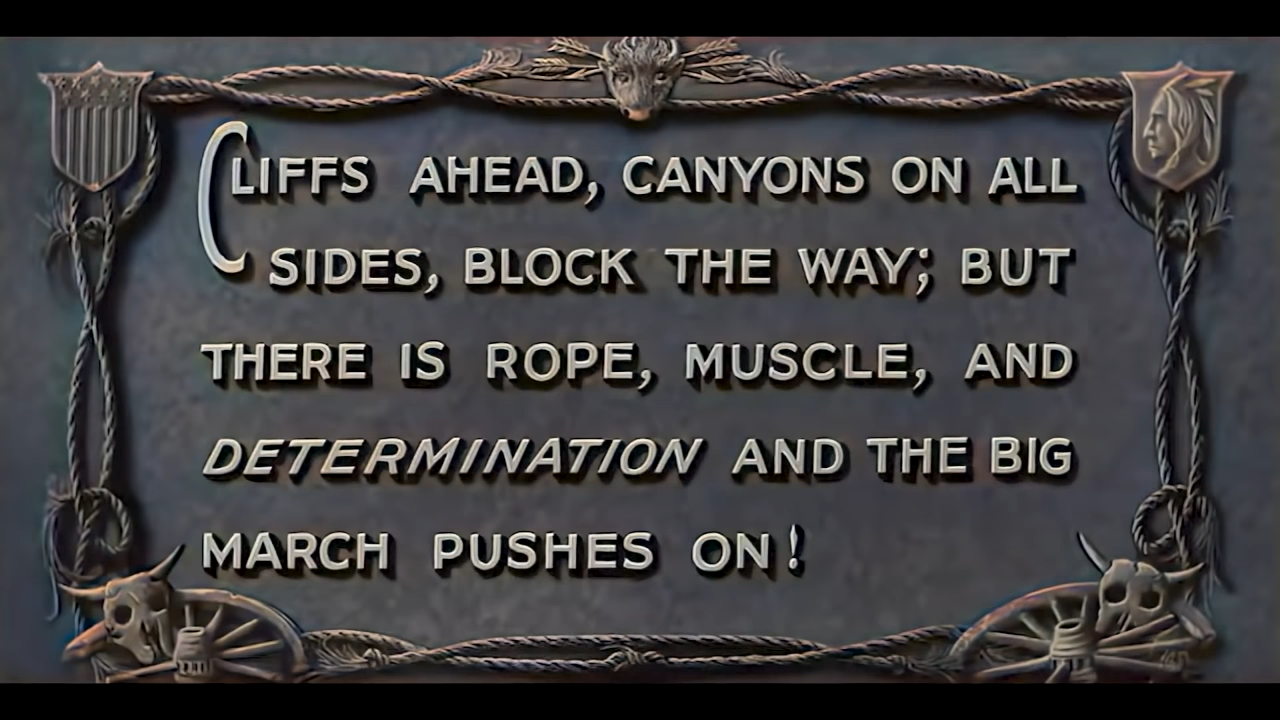 CLIFFS AHEAD, CANYONS ON ALL
SIDES, BLOCK THE WAY; BUT
THERE IS ROPE, MUSCLE, AND
DETERMINATION AND THE BIG
MARCH PUSHES ON!